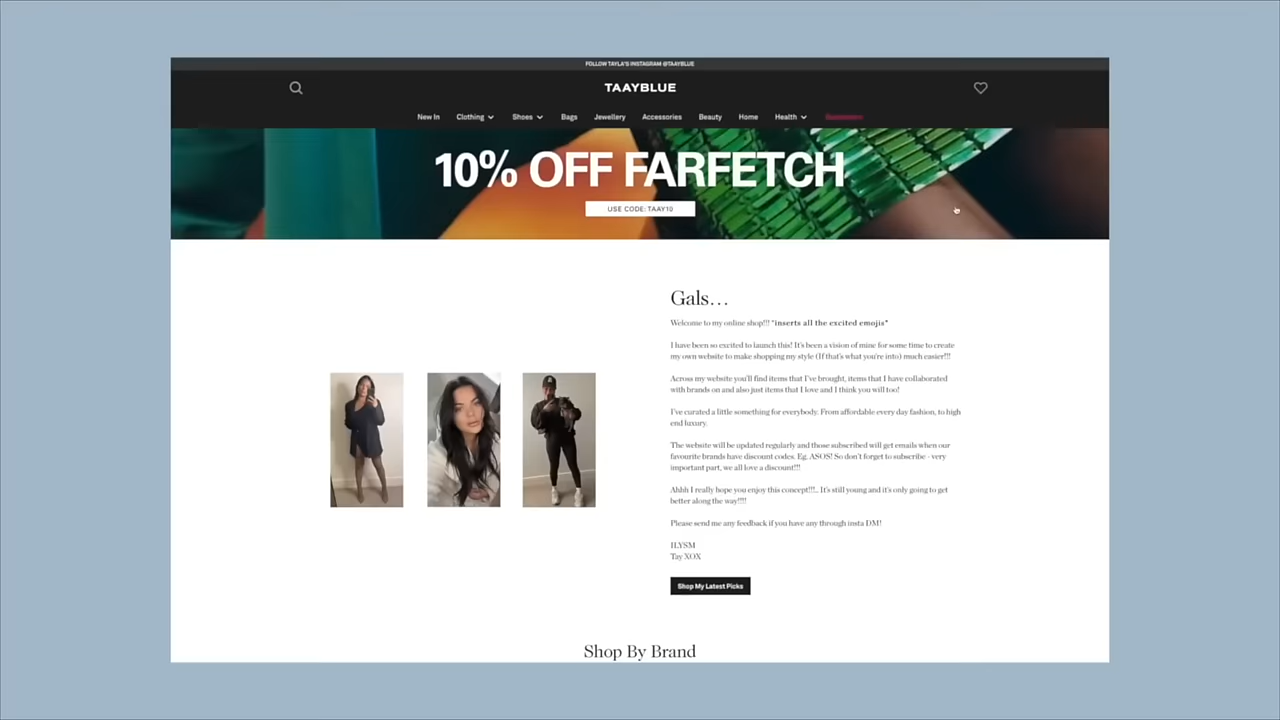 FOLLOW TAYLA'S INSTAGRAM @TAAYBLUE
TAAYBLUE
New In Clothing Shoes Bags Jewellery Accessories Beauty Home Health
10% OFF FARFETCH
USE CODE: TAAY10
Gals...
Welcome to my online shop!!! *inserts all the excited emojis*
I have been so excited to launch this! It's been a vision of mine for some time to create
my own website to make shopping my style (If that's what you're into) much easier!!!
Across my website you'll find items that I've brought, items that I have collaborated
with brands on and also just items that I love and I think you will too!
I've curated a little something for everybody. From affordable every day fashion, to high
end luxury.
The website will be updated regularly and those subscribed will get emails when our
favourite brands have discount codes. Eg. ASOS! So don't forget to subscribe - very
important part, we all love a discount!!!
Ahhh I really hope you enjoy this concept!!!.. It's still young and it's only going to get
better along the way!!!!
Please send me any feedback if you have any through insta DM!
ILYSM
Tay XOX
Shop My Latest Picks
Shop By Brand